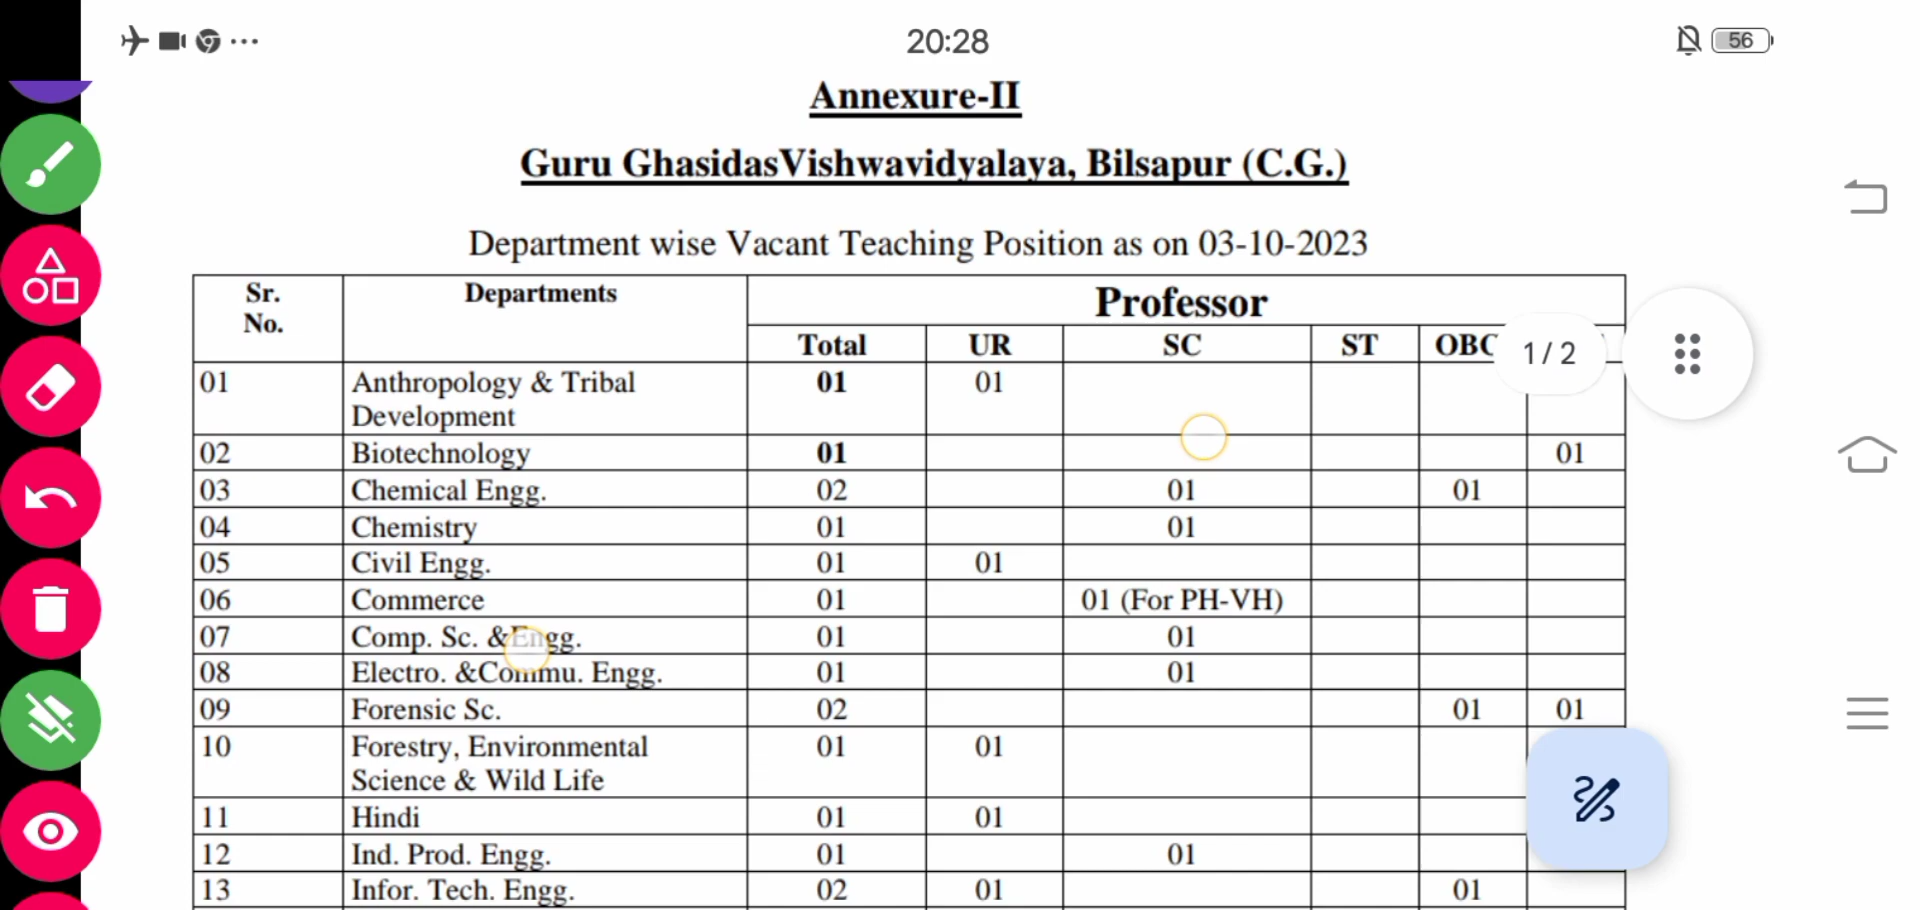 20:28
56
Annexure-II
Guru GhasidasVishwavidyalaya, Bilsapur (C.G.)
Department wise Vacant Teaching Position as on 03-10-2023
Sr. No. Departments Professor
Total UR SC ST OBC
1/2
01 Anthropology & Tribal Development 01 01
02 Biotechnology 01 01
03 Chemical Engg. 02 01 01
04 Chemistry 01 01
05 Civil Engg. 01 01
06 Commerce 01 01 (For PH-VH)
07 Comp. Sc. &Engg. 01 01
08 Electro. &Commu. Engg. 01 01
09 Forensic Sc. 02 01 01
10 Forestry, Environmental Science & Wild Life 01 01
11 Hindi 01 01
12 Ind. Prod. Engg. 01 01
13 Infor. Tech. Engg. 02 01 01